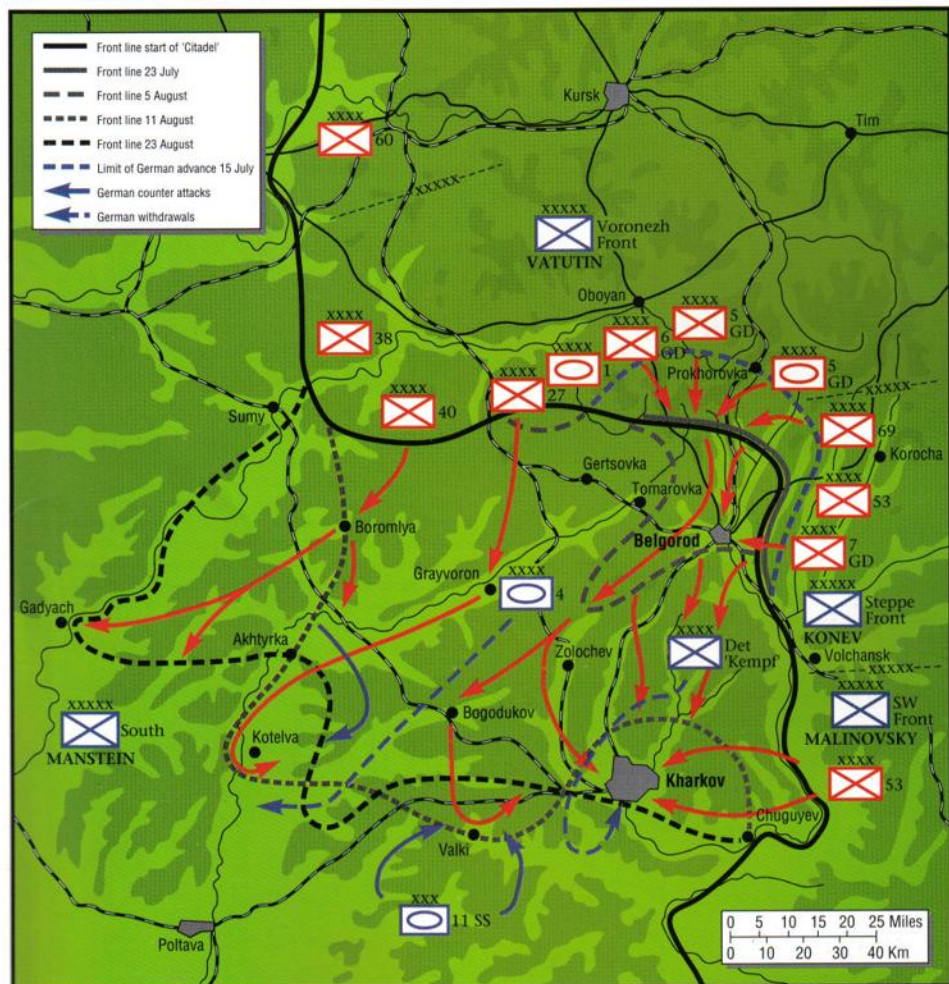 Front line start of 'Citadel'
Front line 23 July
Front line 5 August
Front line 11 August
Front line 23 August
Limit of German advance 15 July
German counter attacks
German withdrawals
Kursk
Tim
XXXX
60
XXXXX
XXXXX
Voronezh
Front
VATUTIN
Oboyan
XXXX
38
XXXX
6
GD
XXXX
5
GD
XXXX
1
Prokhorovka
XXXX
5
GD
XXXXX
XXXX
27
XXXX
40
Sumy
XXXX
69
Korocha
Gertsovka
Tomarovka
XXXX
53
Boromlya
Belgorod
XXXX
7
GD
Grayvoron
XXXX
4
XXXXX
Steppe
Front
KONEV
Gadyach
Akhtyrka
Zolochev
XXXX
Det
'Kempf'
Volchansk
XXXXX
XXXXX
South
MANSTEIN
Bogodukov
XXXXX
SW
Front
MALINOVSKY
Kotelva
Kharkov
XXXX
53
Chuguyev
Valki
XXX
11 SS
Poltava
0 5 10 15 20 25 Miles
0 10 20 30 40 Km